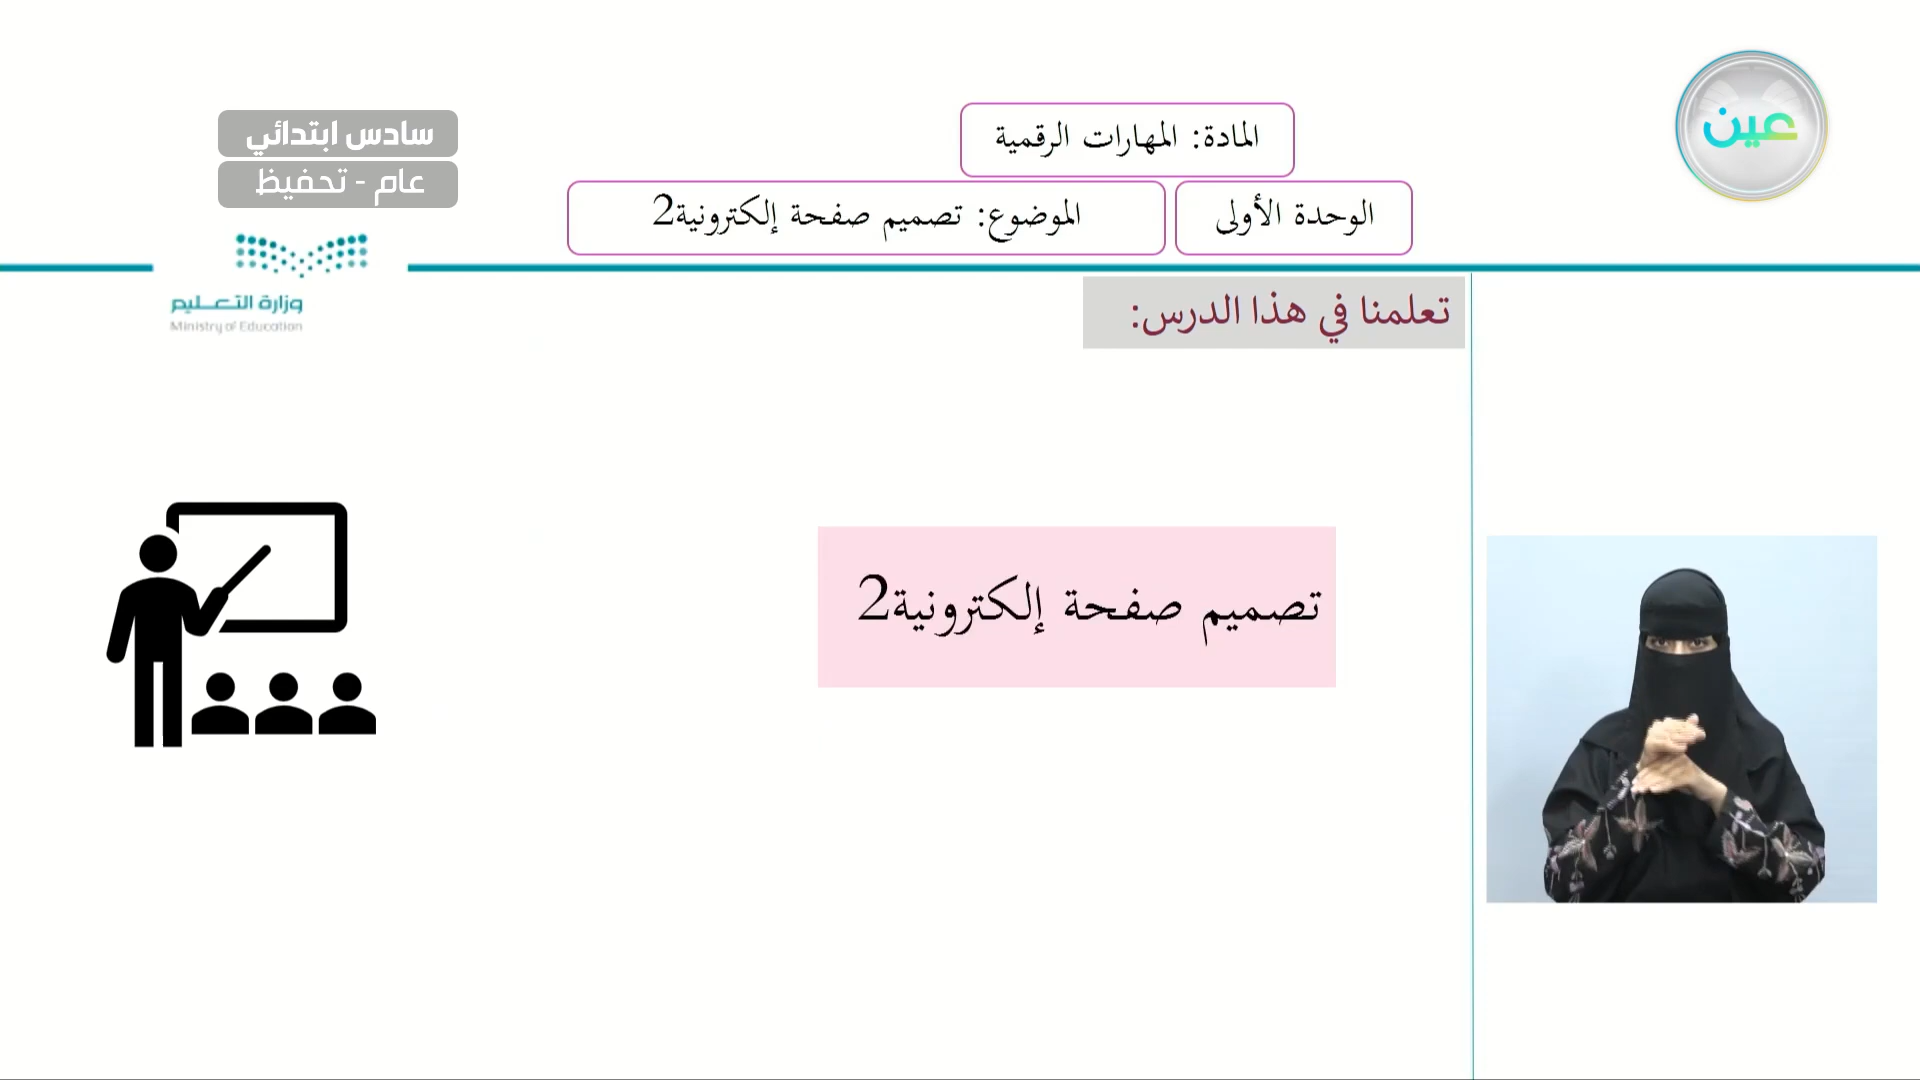 عين
المادة: المهارات الرقمية
سادس ابتدائي
عام - تحفيظ
الوحدة الأولى
الموضوع: تصميم صفحة إلكترونية2
وزارة التعليم
Ministry of Education
تعلمنا في هذا الدرس:
تصميم صفحة إلكترونية2